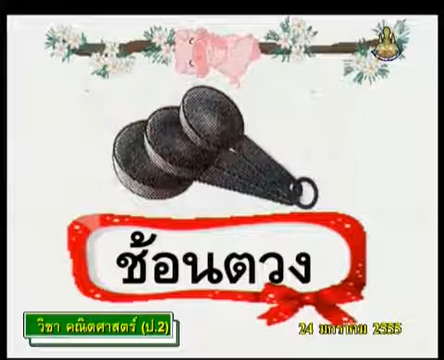 ช้อนตวง
วิชา คณิตศาสตร์ (ป.2)
24 มกราคม 2555